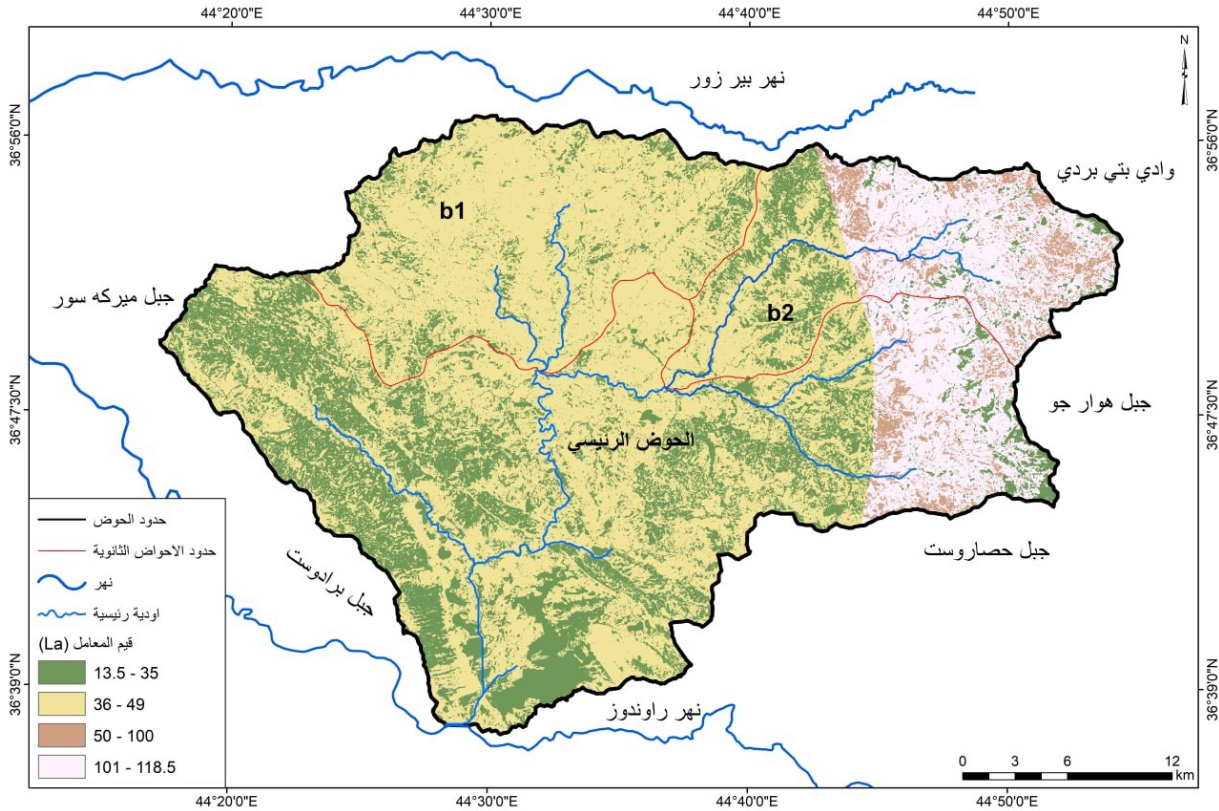 44°20'0"E
44°30'0"E
44°40'0"E
44°50'0"E
N
نهر بير زور
36°56'0"N
36°56'0"N
وادي بتي بردي
b1
جبل ميركه سور
b2
36°47'30"N
36°47'30"N
جبل هوار جو
الحوض الرئيسي
جبل حصاروست
جبل برادوست
حدود الحوض
حدود الاحواض الثانوية
نهر
اودية رئيسية
قيم المعامل (La)
13.5 - 35
36 - 49
50 - 100
101 - 118.5
36°39'0"N
36°39'0"N
نهر راوندوز
0 3 6 12
km
44°20'0"E
44°30'0"E
44°40'0"E
44°50'0"E